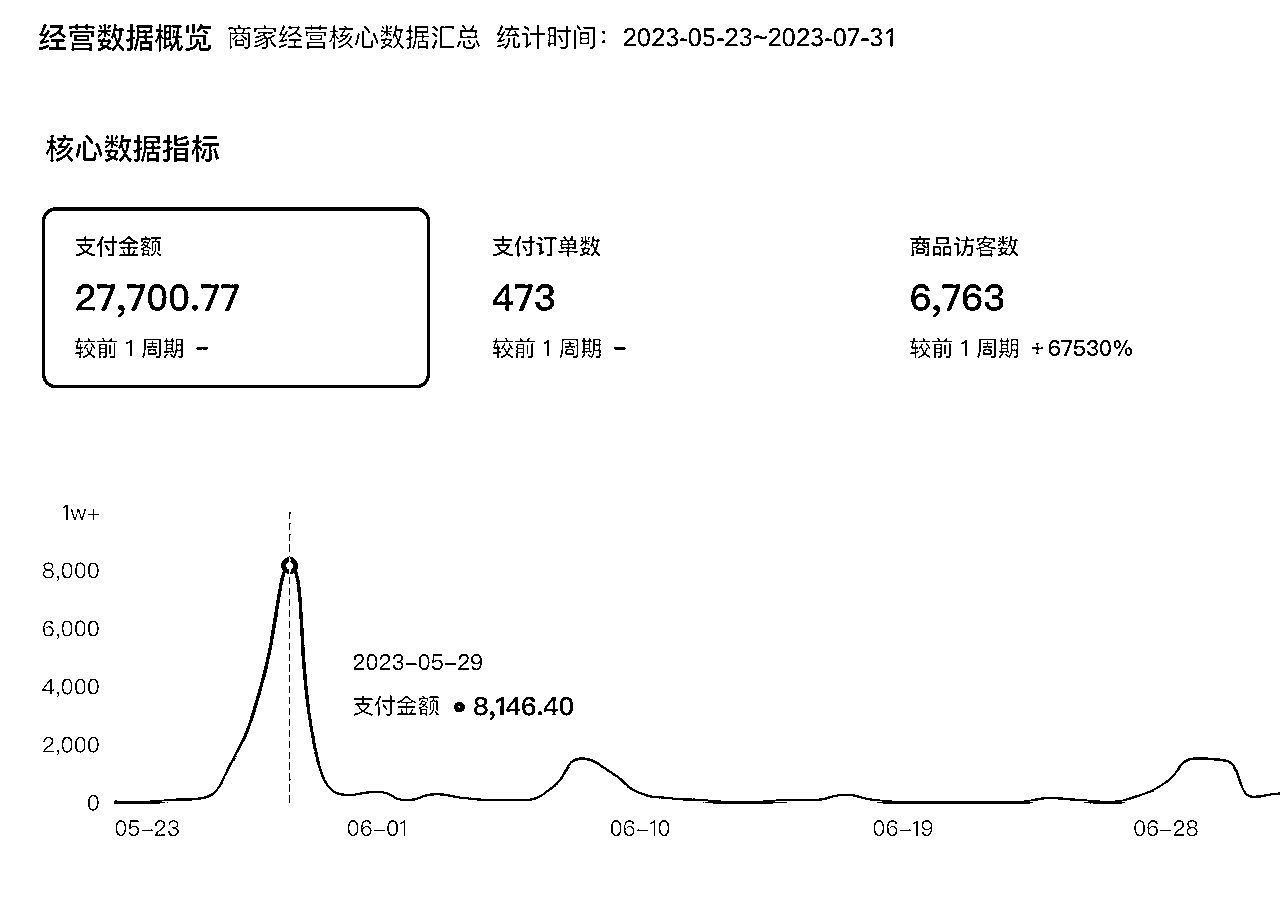 经营数据概览 商家经营核心数据汇总 统计时间：2023-05-23~2023-07-31
核心数据指标
支付金额 支付订单数 商品访客数
27,700.77 473 6,763
较前 1 周期 - 较前 1 周期 - 较前 1 周期 +67530%
1w+
8,000
6,000
2023-05-29
4,000
支付金额 8,146.40
2,000
0
05-23 06-01 06-10 06-19 06-28